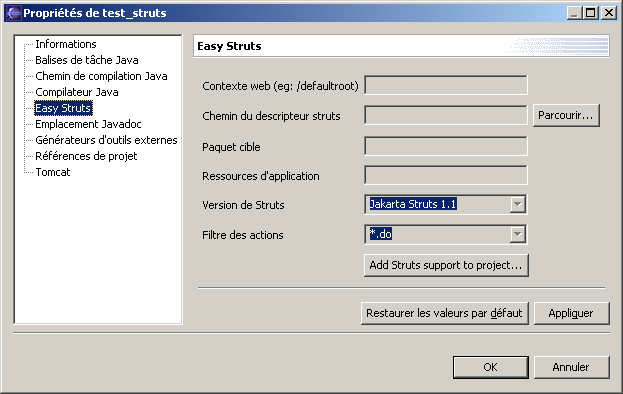 Propriétés de test_struts
Informations
Balises de tâche Java
Chemin de compilation Java
Compilateur Java
Easy Struts
Emplacement Javadoc
Générateurs d'outils externes
Références de projet
Tomcat
Easy Struts
Contexte web (eg: /defaultroot)
Chemin du descripteur struts
Parcourir...
Paquet cible
Ressources d'application
Version de Struts
Jakarta Struts 1.1
Filtre des actions
*.do
Add Struts support to project...
Restaurer les valeurs par défaut
Appliquer
OK
Annuler